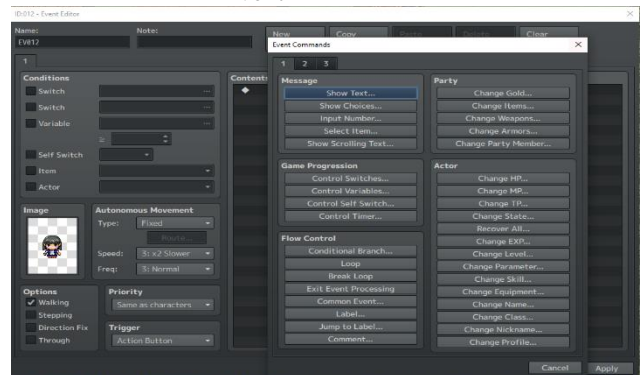 ID:012 - Event Editor
Name:
Note:
EV012
New
Copy
Paste
Delete
Clear
1
Conditions
Switch
Switch
Variable
≥
Self Switch
Item
Actor
Image
Autonomous Movement
Type: Fixed
Route...
Speed: 3: x2 Slower
Freq: 3: Normal
Options
Walking
Stepping
Direction Fix
Through
Priority
Same as characters
Trigger
Action Button
Contents
Event Commands
1 2 3
Message
Show Text...
Show Choices...
Input Number...
Select Item...
Show Scrolling Text...
Game Progression
Control Switches...
Control Variables...
Control Self Switch...
Control Timer...
Flow Control
Conditional Branch...
Loop
Break Loop
Exit Event Processing
Common Event...
Label...
Jump to Label...
Comment...
Party
Change Gold...
Change Items...
Change Weapons...
Change Armors...
Change Party Member...
Actor
Change HP...
Change MP...
Change TP...
Change State...
Recover All...
Change EXP...
Change Level...
Change Parameter...
Change Skill...
Change Equipment...
Change Name...
Change Class...
Change Nickname...
Change Profile...
Cancel
Apply